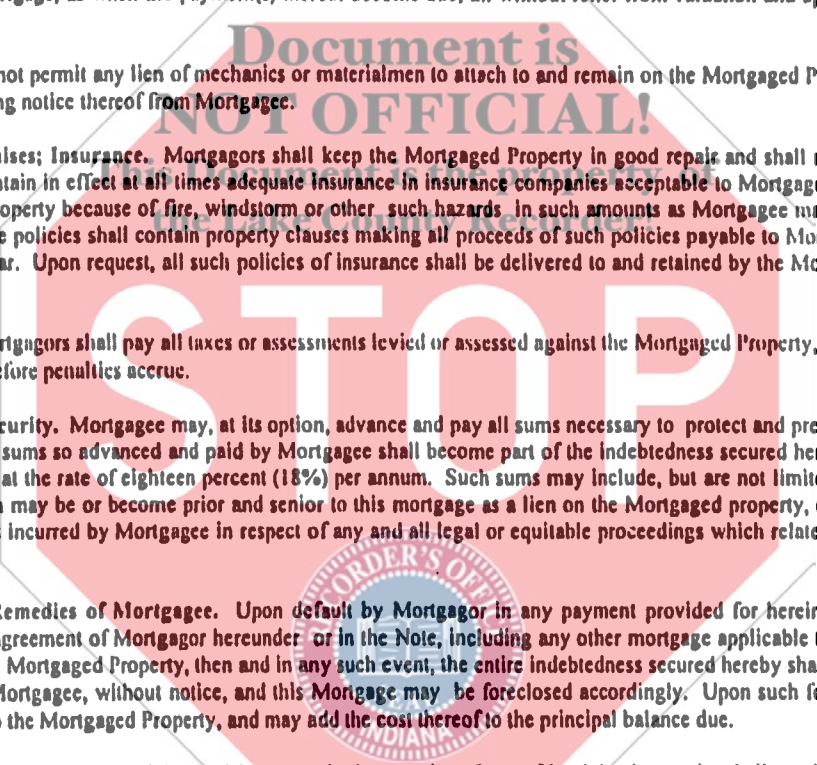 Document is
not permit any lien of mechanics or materialmen to attach to and remain on the Mortgaged
ng notice thereof from Mortgagee.
NOT OFFICIAL!
ises; Insurance. Mortgagors shall keep the Mortgaged Property in good repair and shall
This Document is the property of
tain in effect at all times adequate insurance in insurance companies acceptable to Mortgag
operty because of fire, windstorm or other such hazards in such amounts as Mortgagee
the Lake County Recorder!
e policies shall contain property clauses making all proceeds of such policies payable to Mo
ar. Upon request, all such policies of insurance shall be delivered to and retained by the Mo
STOP
rtgagors shall pay all taxes or assessments levied or assessed against the Mortgaged Property,
efore penalties accrue.
curity. Mortgagee may, at its option, advance and pay all sums necessary to protect and pre
sums so advanced and paid by Mortgagee shall become part of the indebtedness secured her
at the rate of eighteen percent (18%) per annum. Such sums may include, but are not limite
may be or become prior and senior to this mortgage as a lien on the Mortgaged property,
incurred by Mortgagee in respect of any and all legal or equitable proceedings which relate
RECORDER'S OFFICE
Remedies of Mortgagee. Upon default by Mortgagor in any payment provided for herein
greement of Mortgagor hereunder or in the Note, including any other mortgage applicable
Mortgaged Property, then and in any such event, the entire indebtedness secured hereby sha
Mortgagee, without notice, and this Mortgage may be foreclosed accordingly. Upon such
SEAL
o the Mortgaged Property, and may add the cost thereof to the principal balance due.
INDIANA